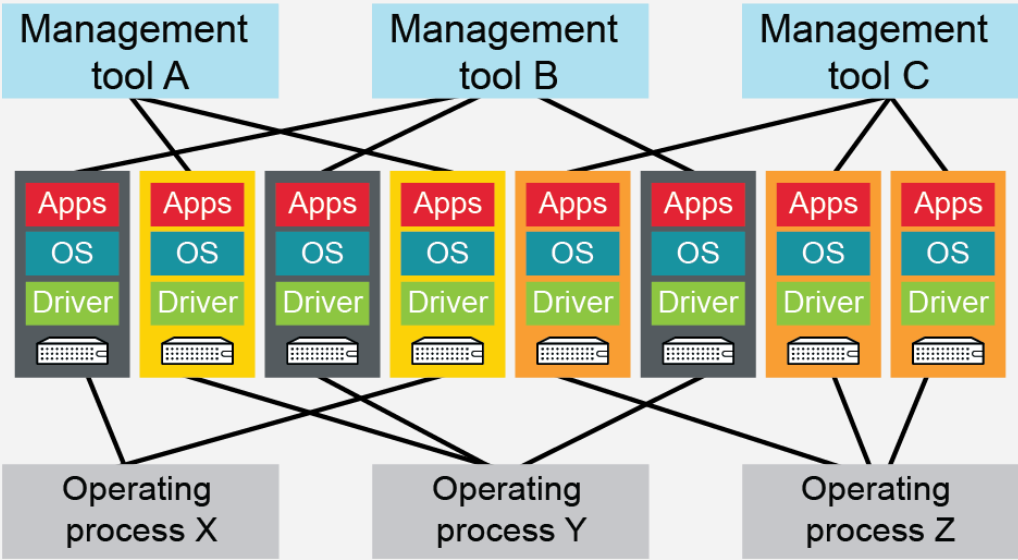 Management
tool A
Management
tool B
Management
tool C
Apps
OS
Driver
Apps
OS
Driver
Apps
OS
Driver
Apps
OS
Driver
Apps
OS
Driver
Apps
OS
Driver
Apps
OS
Driver
Apps
OS
Driver
Operating
process X
Operating
process Y
Operating
process Z